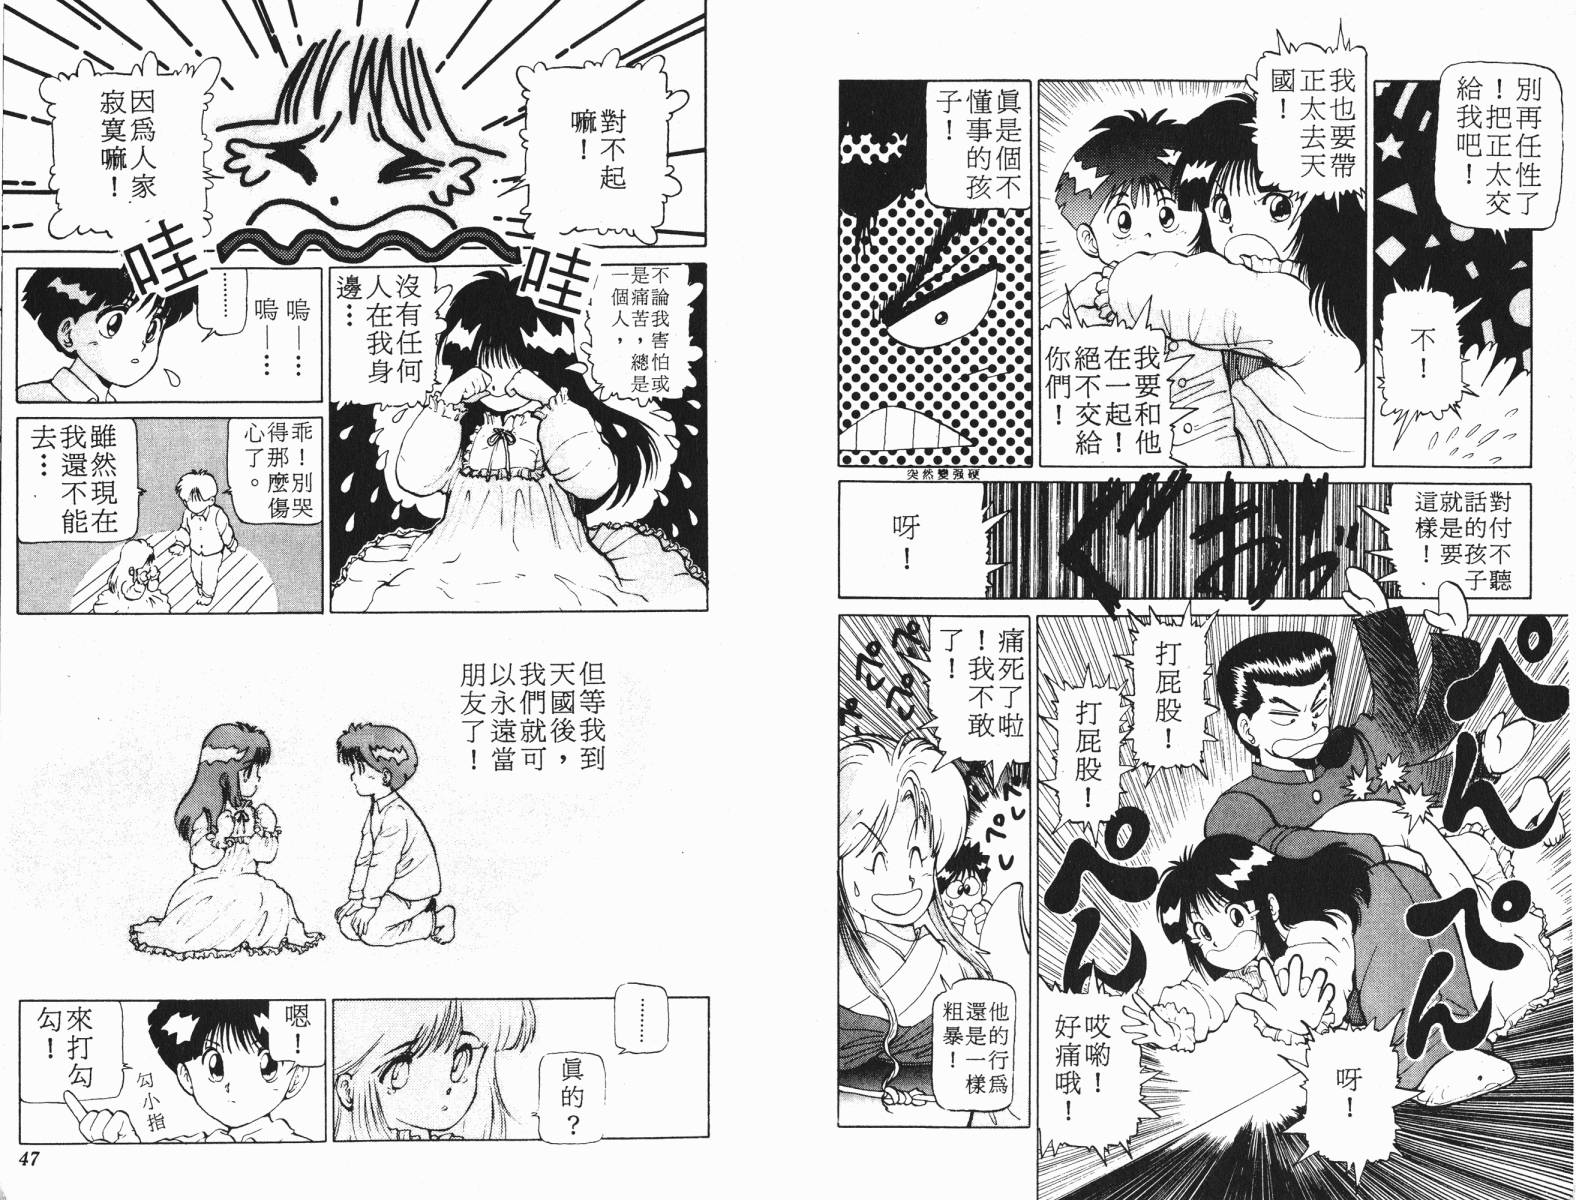 別再任性了
！把正太交
給我吧！
不！
我也要帶
正太去天
國！
我要和他
在一起！
絕不交給
你們！
眞是個不
懂事的孩
子！
突然變强硬
對付不聽
話的孩子
就是要
這樣！
ぐあっ
呀！
ぺん
ぺん
ぺん
打屁股！
打屁股！
哎喲！
好痛哦！
呀！
痛死了啦
！我不敢
了！
他的行爲
還是一樣
粗暴！
對不起
嘛！
因爲人家
寂寞嘛！
哇
哇
不論我害怕或
是痛苦，總是
一個人，
沒有任何
人在我身
邊…
………
嗚……
嗚……
乖！別哭
得那麼傷
心了。
雖然現在
我還不能
去…
但等我到
天國後，
我們就可
以永遠當
朋友了！
………
眞的？
嗯！
來打勾
勾！
勾小指
47